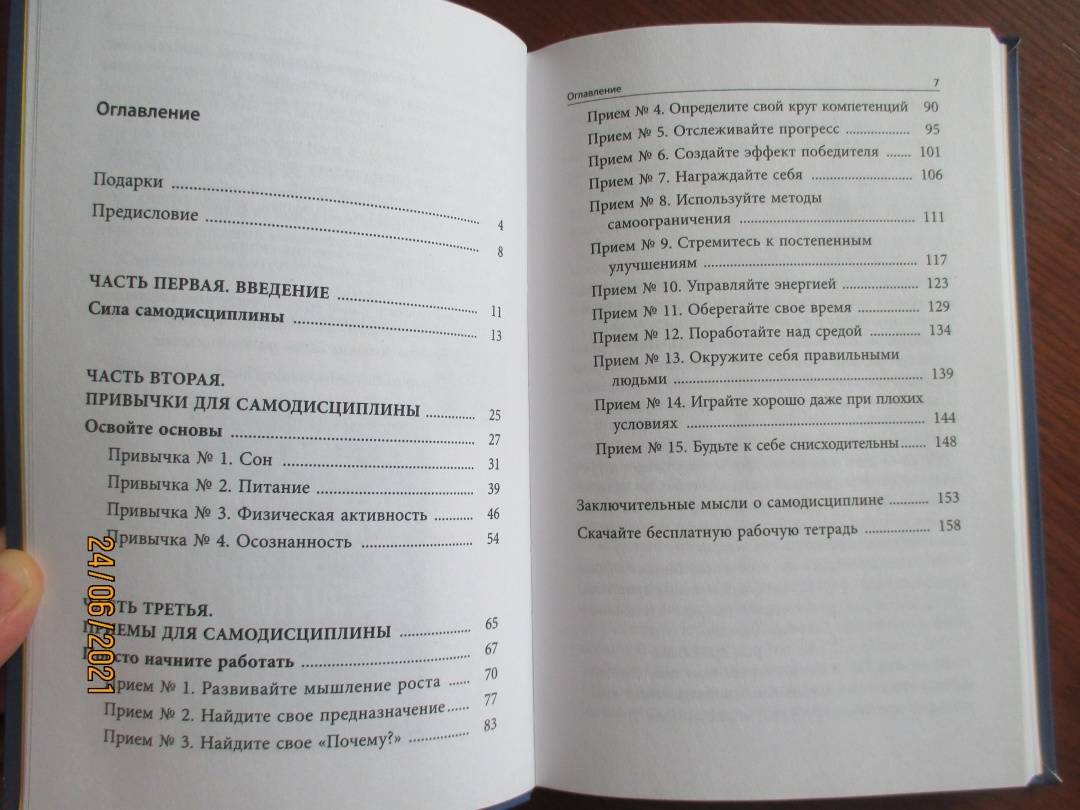 Оглавление
Подарки 4
Предисловие 8
ЧАСТЬ ПЕРВАЯ. ВВЕДЕНИЕ 11
Сила самодисциплины 13
ЧАСТЬ ВТОРАЯ.
ПРИВЫЧКИ ДЛЯ САМОДИСЦИПЛИНЫ 25
Освойте основы 27
Привычка № 1. Сон 31
Привычка № 2. Питание 39
Привычка № 3. Физическая активность 46
Привычка № 4. Осознанность 54
ЧАСТЬ ТРЕТЬЯ.
ПРИЕМЫ ДЛЯ САМОДИСЦИПЛИНЫ 65
Просто начните работать 67
Прием № 1. Развивайте мышление роста 70
Прием № 2. Найдите свое предназначение 77
Прием № 3. Найдите свое «Почему?» 83
24/06/2021
Оглавление 7
Прием № 4. Определите свой круг компетенций 90
Прием № 5. Отслеживайте прогресс 95
Прием № 6. Создайте эффект победителя 101
Прием № 7. Награждайте себя 106
Прием № 8. Используйте методы
самоограничения 111
Прием № 9. Стремитесь к постепенным
улучшениям 117
Прием № 10. Управляйте энергией 123
Прием № 11. Оберегайте свое время 129
Прием № 12. Поработайте над средой 134
Прием № 13. Окружите себя правильными
людьми 139
Прием № 14. Играйте хорошо даже при плохих
условиях 144
Прием № 15. Будьте к себе снисходительны 148
Заключительные мысли о самодисциплине 153
Скачайте бесплатную рабочую тетрадь 158